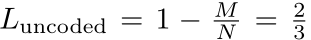 L_uncoded = 1 − M/N = 2/3